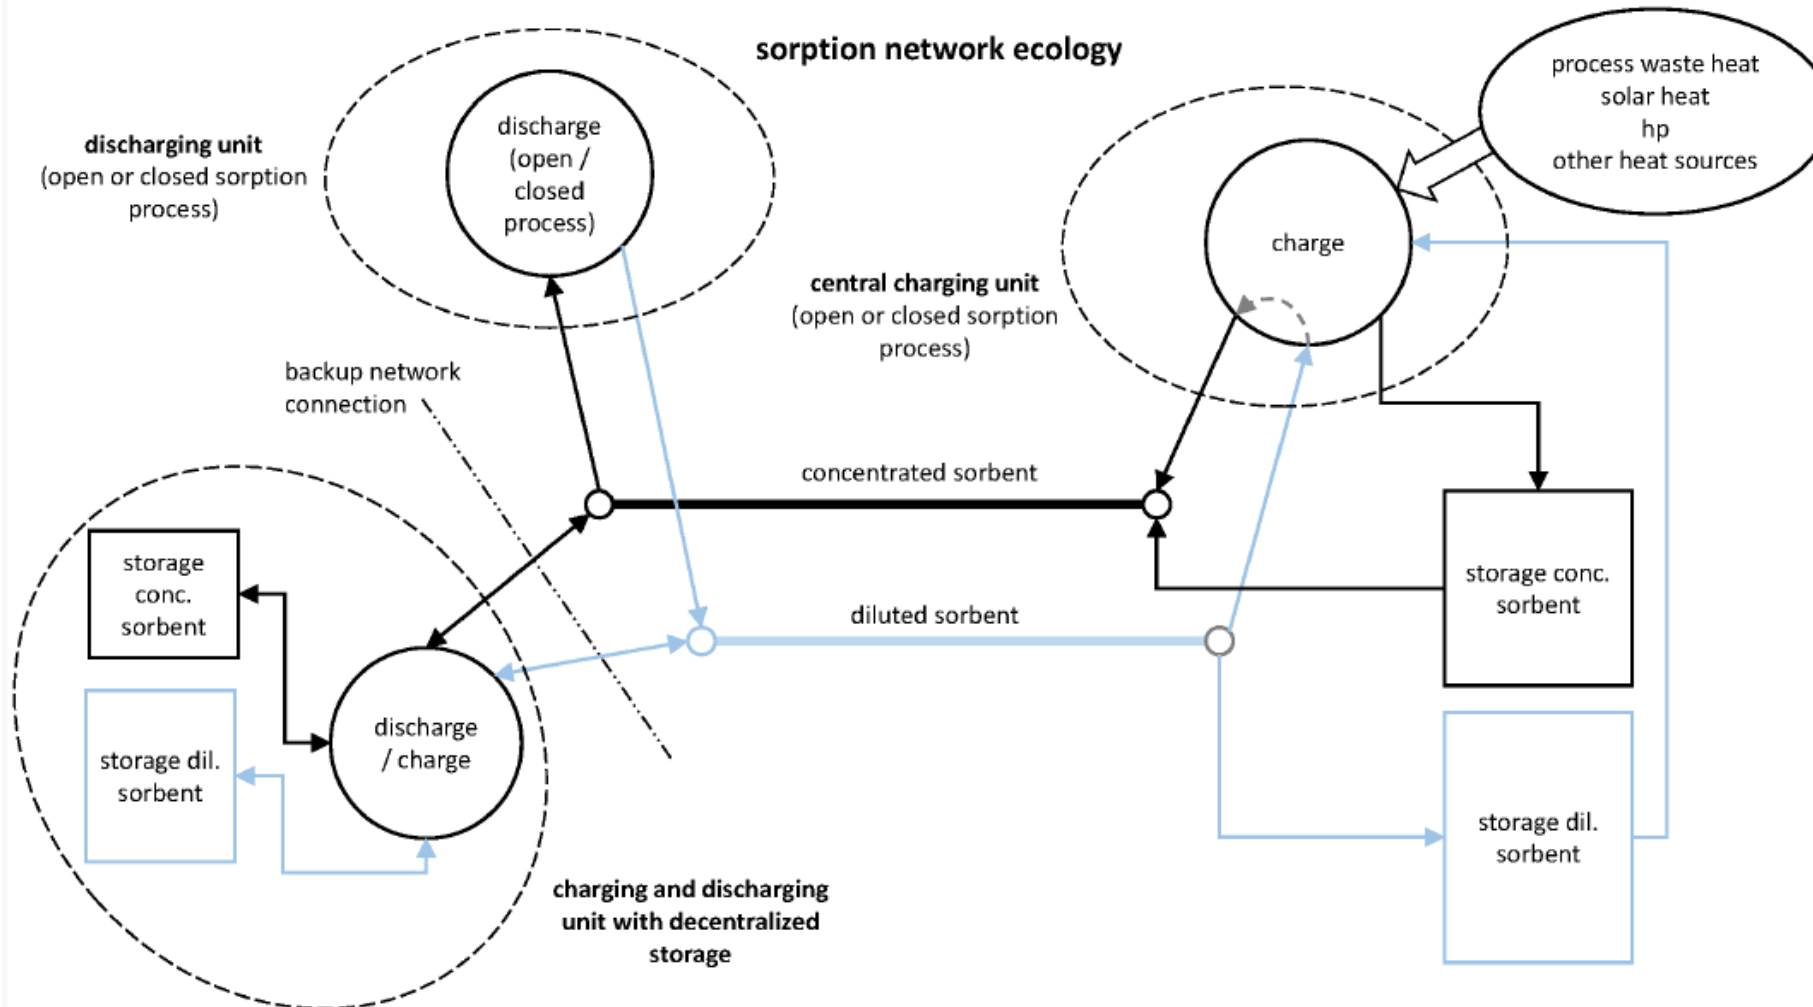 sorption network ecology
process waste heat
solar heat
hp
other heat sources
discharge
(open /
closed
process)
discharging unit
(open or closed sorption
process)
charge
central charging unit
(open or closed sorption
process)
backup network
connection
concentrated sorbent
storage
conc.
sorbent
storage conc.
sorbent
diluted sorbent
discharge
/ charge
storage dil.
sorbent
storage dil.
sorbent
charging and discharging
unit with decentralized
storage